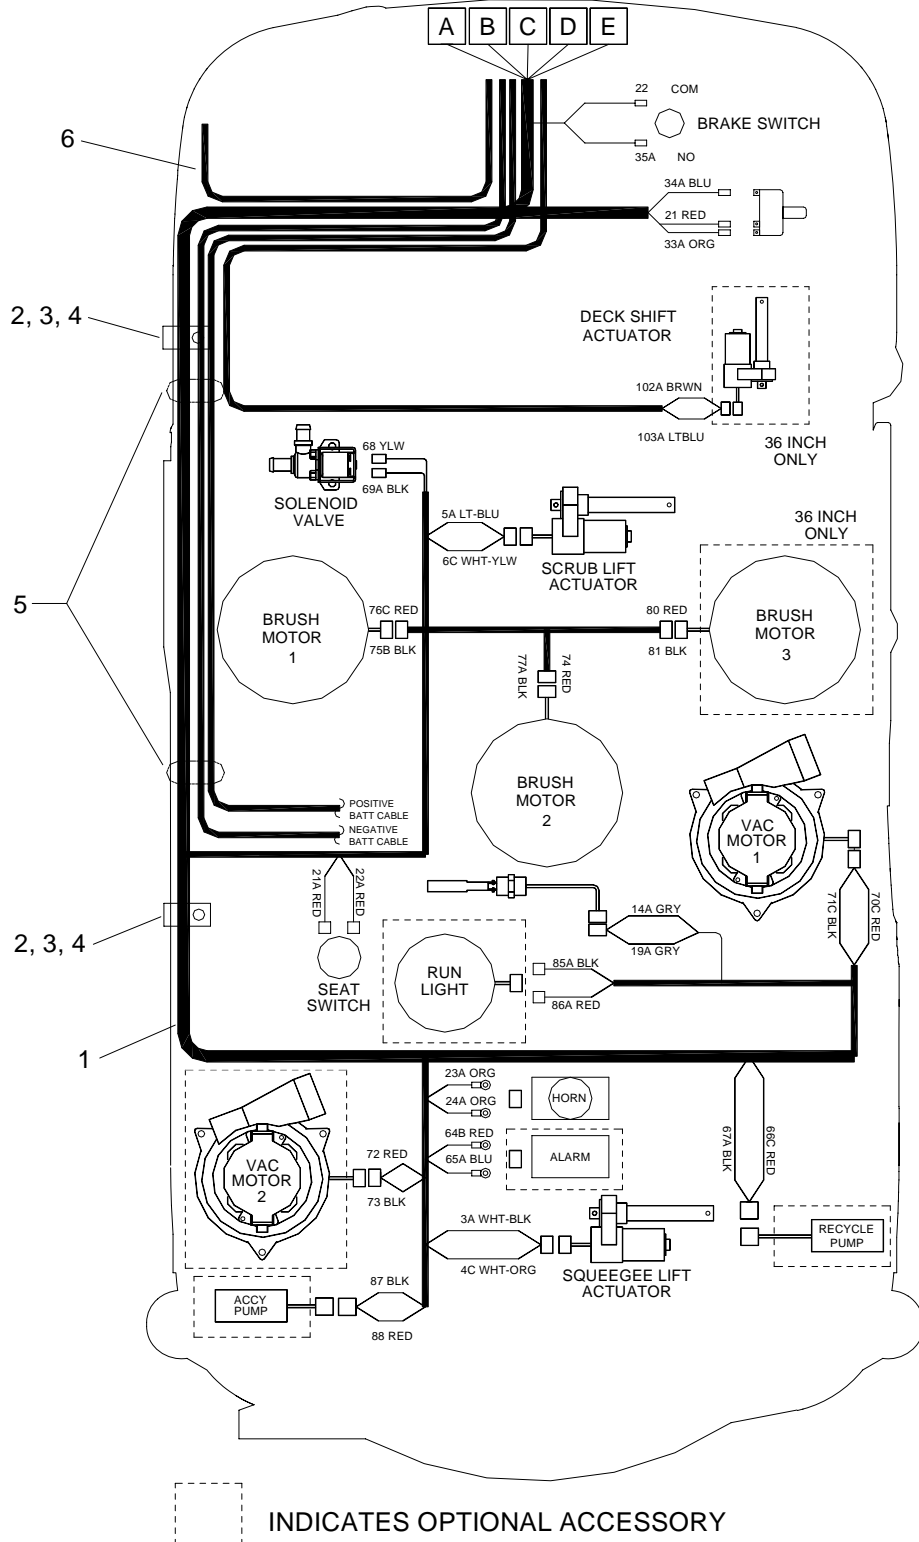 A B C D E
22 COM
BRAKE SWITCH
35A NO
6
34A BLU
21 RED
33A ORG
2, 3, 4
DECK SHIFT
ACTUATOR
102A BRWN
103A LTBLU
36 INCH
ONLY
68 YLW
69A BLK
SOLENOID
VALVE
5A LT-BLU
6C WHT-YLW
SCRUB LIFT
ACTUATOR
36 INCH
ONLY
5
BRUSH
MOTOR
1
76C RED
75B BLK
80 RED
81 BLK
BRUSH
MOTOR
3
77A BLK
74 RED
BRUSH
MOTOR
2
POSITIVE
BATT CABLE
NEGATIVE
BATT CABLE
VAC
MOTOR
1
21A RED
22A RED
71C BLK
70C RED
2, 3, 4
SEAT
SWITCH
14A GRY
19A GRY
RUN
LIGHT
85A BLK
86A RED
1
23A ORG
24A ORG
HORN
64B RED
65A BLU
ALARM
67A BLK
66C RED
VAC
MOTOR
2
72 RED
73 BLK
3A WHT-BLK
4C WHT-ORG
SQUEEGEE LIFT
ACTUATOR
RECYCLE
PUMP
ACCY
PUMP
87 BLK
88 RED
INDICATES OPTIONAL ACCESSORY